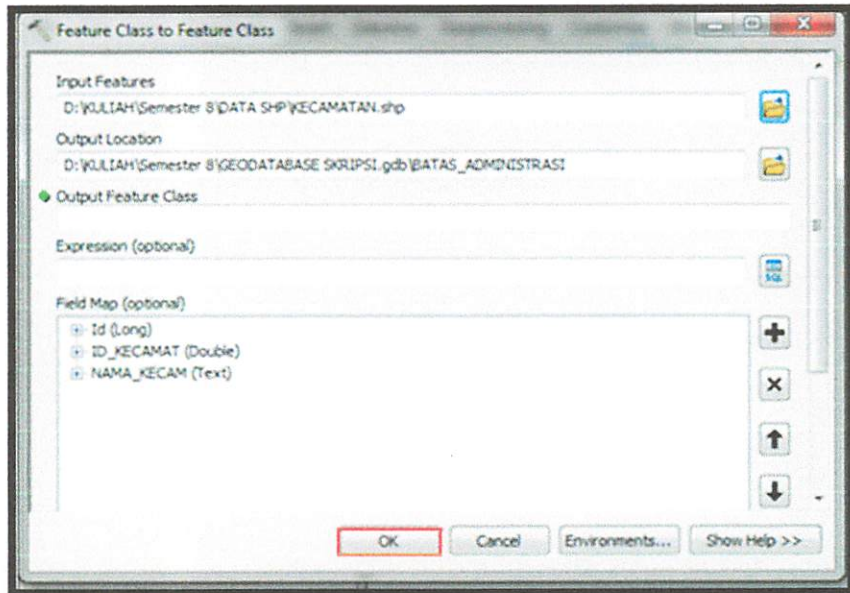 Feature Class to Feature Class
Input Features
D:\KULIAH\Semester 8\DATA SHP\KECAMATAN.shp
Output Location
D:\KULIAH\Semester 8\GEODATABASE SKRIPSI.gdb\BATAS_ADMINISTRASI
Output Feature Class
Expression (optional)
SQL
Field Map (optional)
Id (Long)
ID_KECAMAT (Double)
NAMA_KECAM (Text)
OK Cancel Environments... Show Help >>